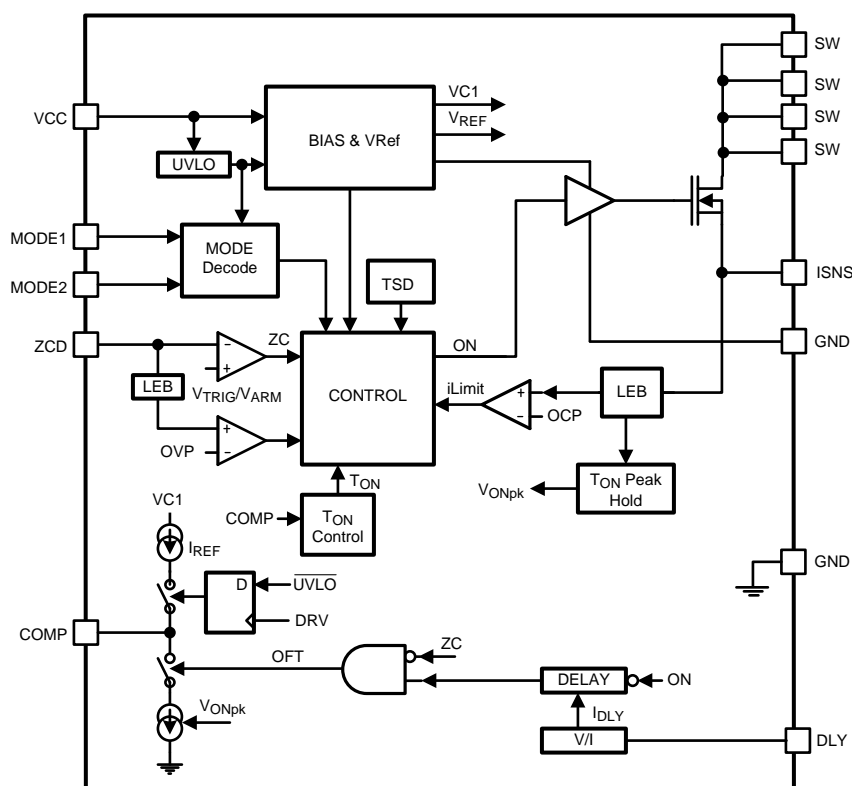 SW
SW
SW
SW
VCC
VC1
VREF
BIAS & VRef
UVLO
MODE1
MODE2
MODE
Decode
TSD
ISNS
ZCD
ZC
ON
GND
LEB
VTRIG/VARM
CONTROL
iLimit
+
−
OCP
LEB
−
+
+
−
OVP
TON
VONpk
TON Peak
Hold
VC1
COMP
TON
Control
IREF
GND
D
UVLO
DRV
COMP
OFT
ZC
DELAY
ON
VONpk
IDLY
V/I
DLY